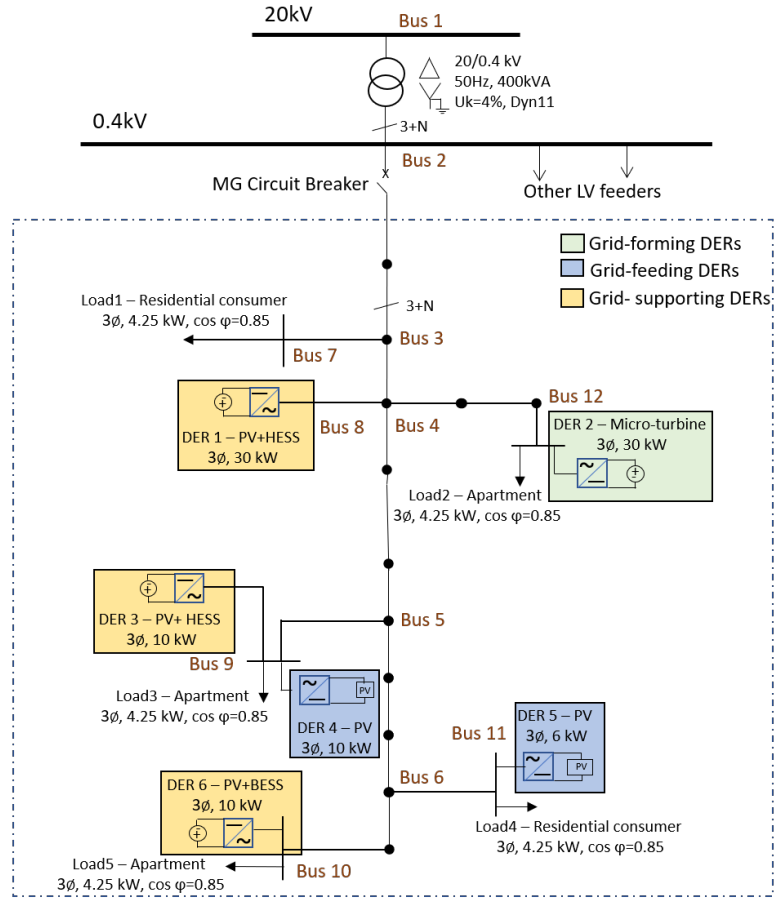 20kV
Bus 1
20/0.4 kV
50Hz, 400kVA
Uk=4%, Dyn11
0.4kV
3+N
Bus 2
MG Circuit Breaker
Other LV feeders
Grid-forming DERs
Grid-feeding DERs
Grid- supporting DERs
Load1 – Residential consumer
3ø, 4.25 kW, cos φ=0.85
3+N
Bus 3
Bus 7
Bus 12
DER 1 – PV+HESS
3ø, 30 kW
Bus 8
Bus 4
DER 2 – Micro-turbine
3ø, 30 kW
Load2 – Apartment
3ø, 4.25 kW, cos φ=0.85
DER 3 – PV+ HESS
3ø, 10 kW
Bus 5
Bus 9
Load3 – Apartment
3ø, 4.25 kW, cos φ=0.85
PV
DER 4 – PV
3ø, 10 kW
Bus 11
DER 5 – PV
3ø, 6 kW
PV
Bus 6
DER 6 – PV+BESS
3ø, 10 kW
Load4 – Residential consumer
3ø, 4.25 kW, cos φ=0.85
Load5 – Apartment
3ø, 4.25 kW, cos φ=0.85
Bus 10